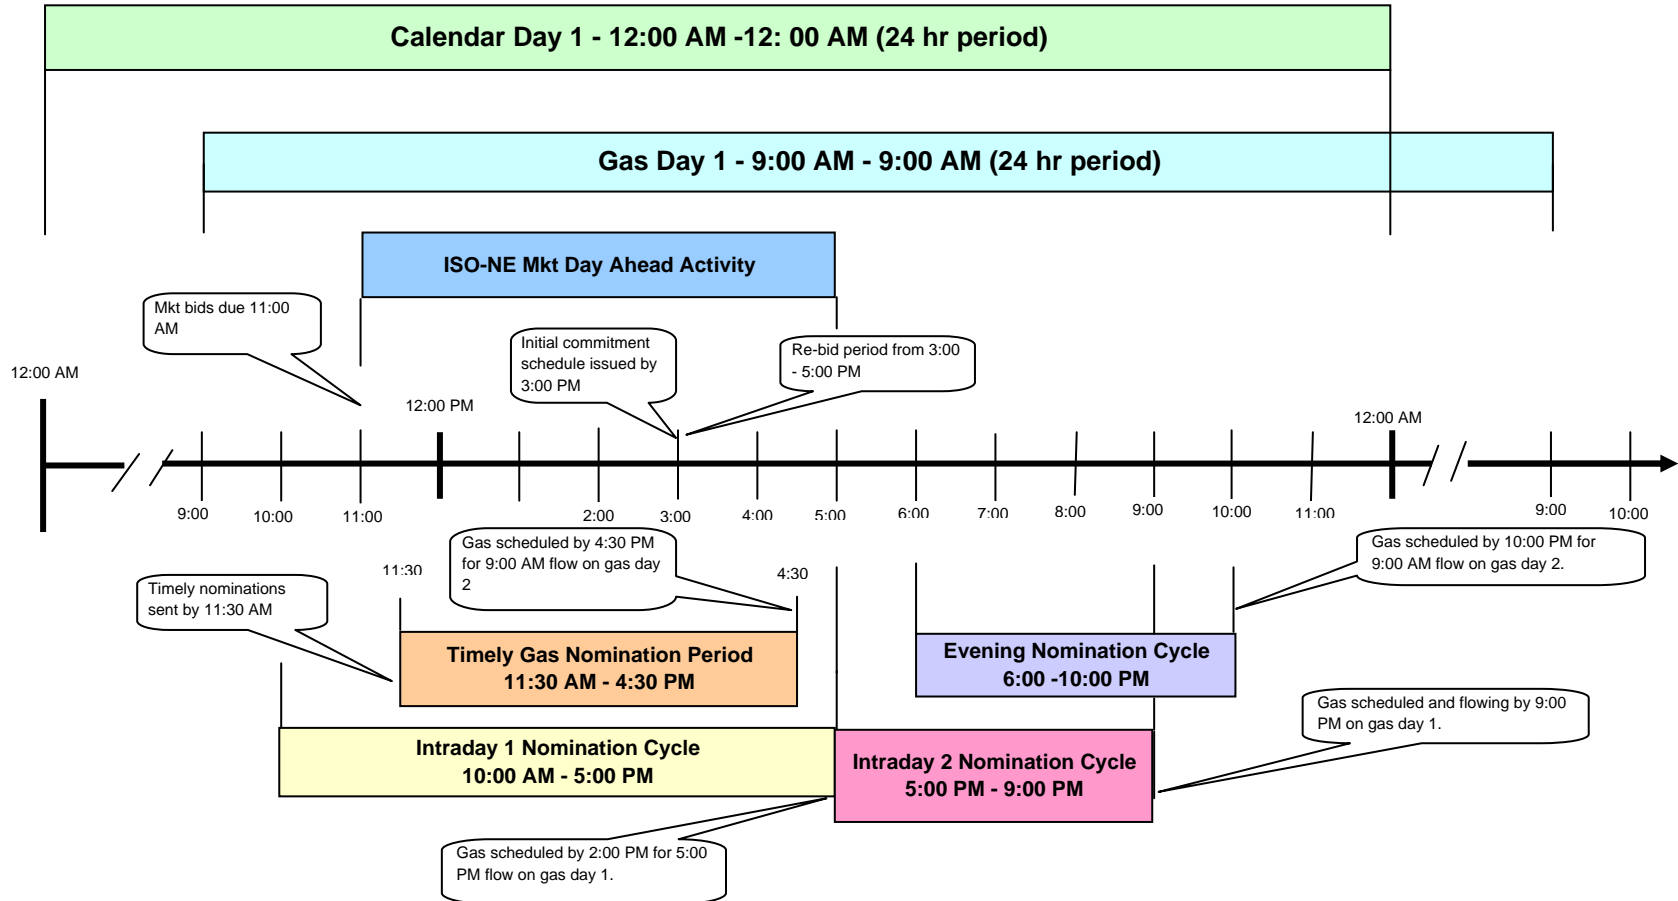 Calendar Day 1 - 12:00 AM -12: 00 AM (24 hr period)
Gas Day 1 - 9:00 AM - 9:00 AM (24 hr period)
ISO-NE Mkt Day Ahead Activity
Mkt bids due 11:00
AM
Initial commitment
schedule issued by
3:00 PM
Re-bid period from 3:00
- 5:00 PM
12:00 AM
12:00 PM
12:00 AM
9:00
10:00
11:00
2:00
3:00
4:00
5:00
6:00
7:00
8:00
9:00
10:00
11:00
9:00
10:00
Gas scheduled by 4:30 PM
for 9:00 AM flow on gas day
2
Gas scheduled by 10:00 PM for
9:00 AM flow on gas day 2.
11:30
4:30
Timely nominations
sent by 11:30 AM
Timely Gas Nomination Period
11:30 AM - 4:30 PM
Evening Nomination Cycle
6:00 -10:00 PM
Gas scheduled and flowing by 9:00
PM on gas day 1.
Intraday 1 Nomination Cycle
10:00 AM - 5:00 PM
Intraday 2 Nomination Cycle
5:00 PM - 9:00 PM
Gas scheduled by 2:00 PM for 5:00
PM flow on gas day 1.